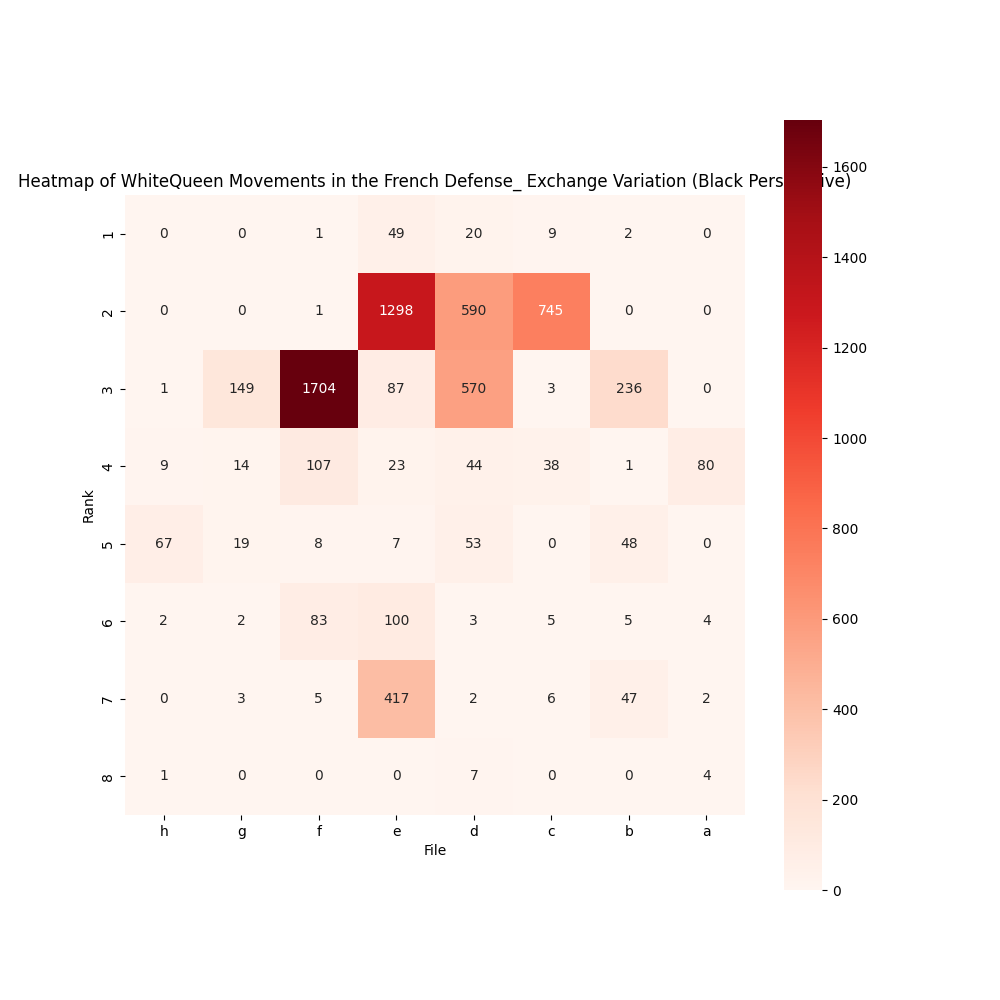 Heatmap of WhiteQueen Movements in the French Defense_ Exchange Variation (Black Perspective)
1600
1 0 0 1 49 20 9 2 0
1400
2 0 0 1 1298 590 745 0 0
1200
3 1 149 1704 87 570 3 236 0
1000
4 9 14 107 23 44 38 1 80
Rank
800
5 67 19 8 7 53 0 48 0
600
6 2 2 83 100 3 5 5 4
7 0 3 5 417 2 6 47 2
400
8 1 0 0 0 7 0 0 4
200
h g f e d c b a
File
0